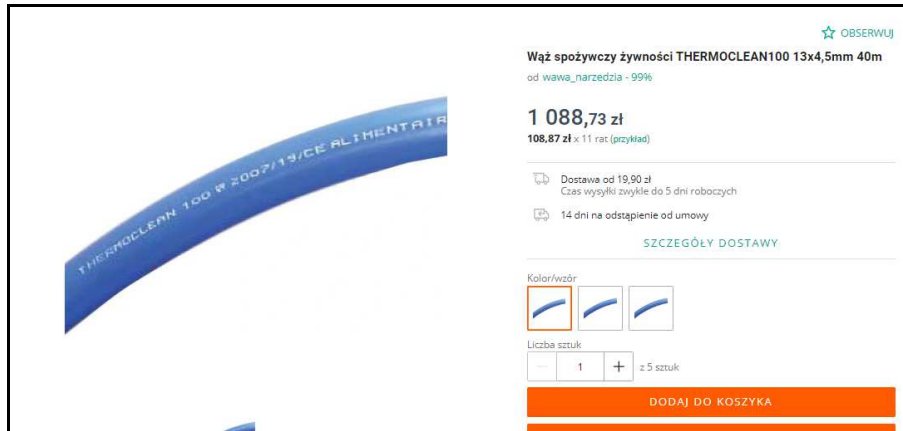 OBSERWUJ
Wąż spożywczy żywności THERMOCLEAN100 13x4,5mm 40m
od wawa_narzedzia - 99%
1 088,73 zł
108,87 zł x 11 rat (przykład)
THERMOCLEAN 100 2007/19/CE ALIMENTAIR
Dostawa od 19,90 zł
Czas wysyłki zwykle do 5 dni roboczych
14 dni na odstąpienie od umowy
SZCZEGÓŁY DOSTAWY
Kolor/wzór
Liczba sztuk
1
z 5 sztuk
DODAJ DO KOSZYKA